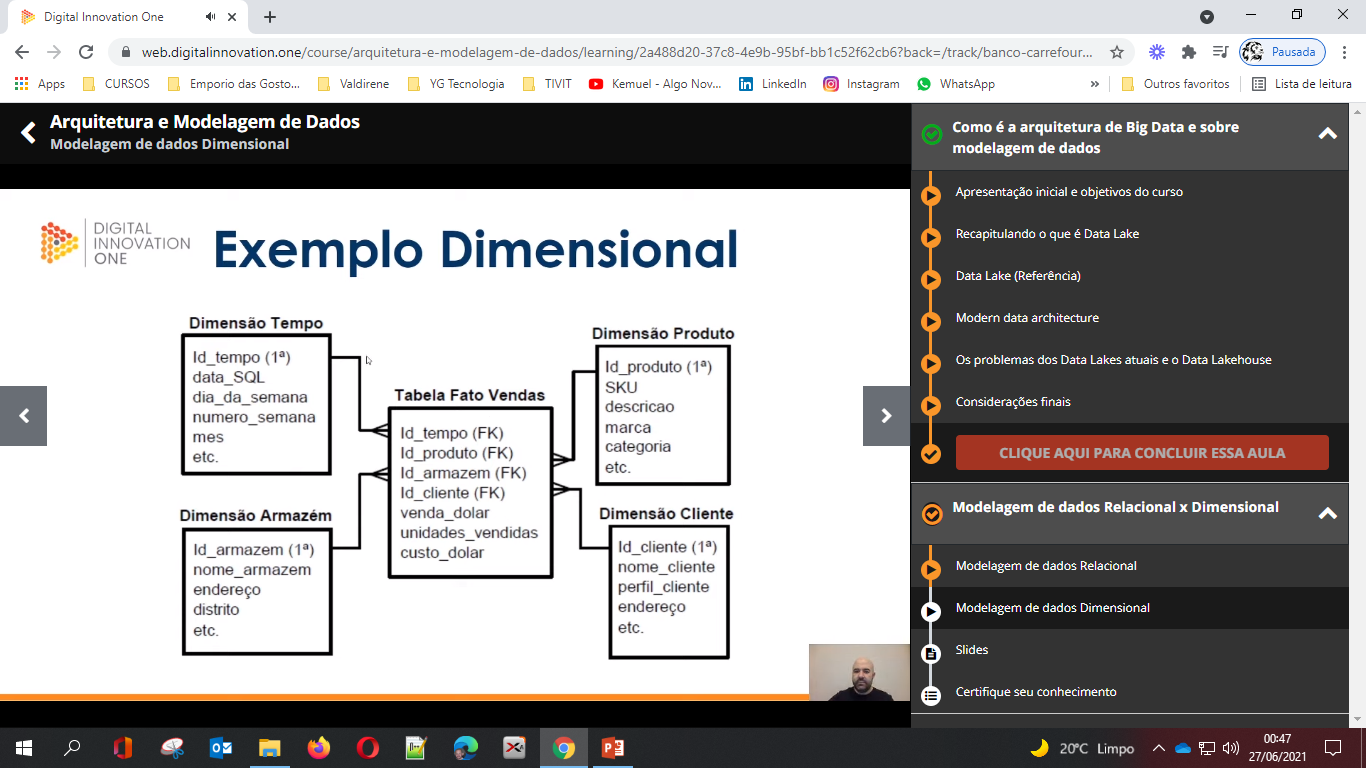 Digital Innovation One
web.digitalinnovation.one/course/arquitetura-e-modelagem-de-dados/learning/2a488d20-37c8-4e9b-95bf-bb1c52f62cb6?back=/track/banco-carrefour...
Pausada
Apps
CURSOS
Emporio das Gosto...
Valdirene
YG Tecnologia
TIVIT
Kemuel - Algo Nov...
LinkedIn
Instagram
WhatsApp
»
Outros favoritos
Lista de leitura
Arquitetura e Modelagem de Dados
Modelagem de dados Dimensional
DIGITAL
INNOVATION
ONE
Exemplo Dimensional
Dimensão Tempo
Id_tempo (1ª)
data_SQL
dia_da_semana
numero_semana
mes
etc.
Dimensão Armazém
Id_armazem (1ª)
nome_armazem
endereço
distrito
etc.
Tabela Fato Vendas
Id_tempo (FK)
Id_produto (FK)
Id_armazem (FK)
Id_cliente (FK)
venda_dolar
unidades_vendidas
custo_dolar
Dimensão Produto
Id_produto (1ª)
SKU
descricao
marca
categoria
etc.
Dimensão Cliente
Id_cliente (1ª)
nome_cliente
perfil_cliente
endereço
etc.
Como é a arquitetura de Big Data e sobre
modelagem de dados
Apresentação inicial e objetivos do curso
Recapitulando o que é Data Lake
Data Lake (Referência)
Modern data architecture
Os problemas dos Data Lakes atuais e o Data Lakehouse
Considerações finais
CLIQUE AQUI PARA CONCLUIR ESSA AULA
Modelagem de dados Relacional x Dimensional
Modelagem de dados Relacional
Modelagem de dados Dimensional
Slides
Certifique seu conhecimento
20°C Limpo
00:47
27/06/2021